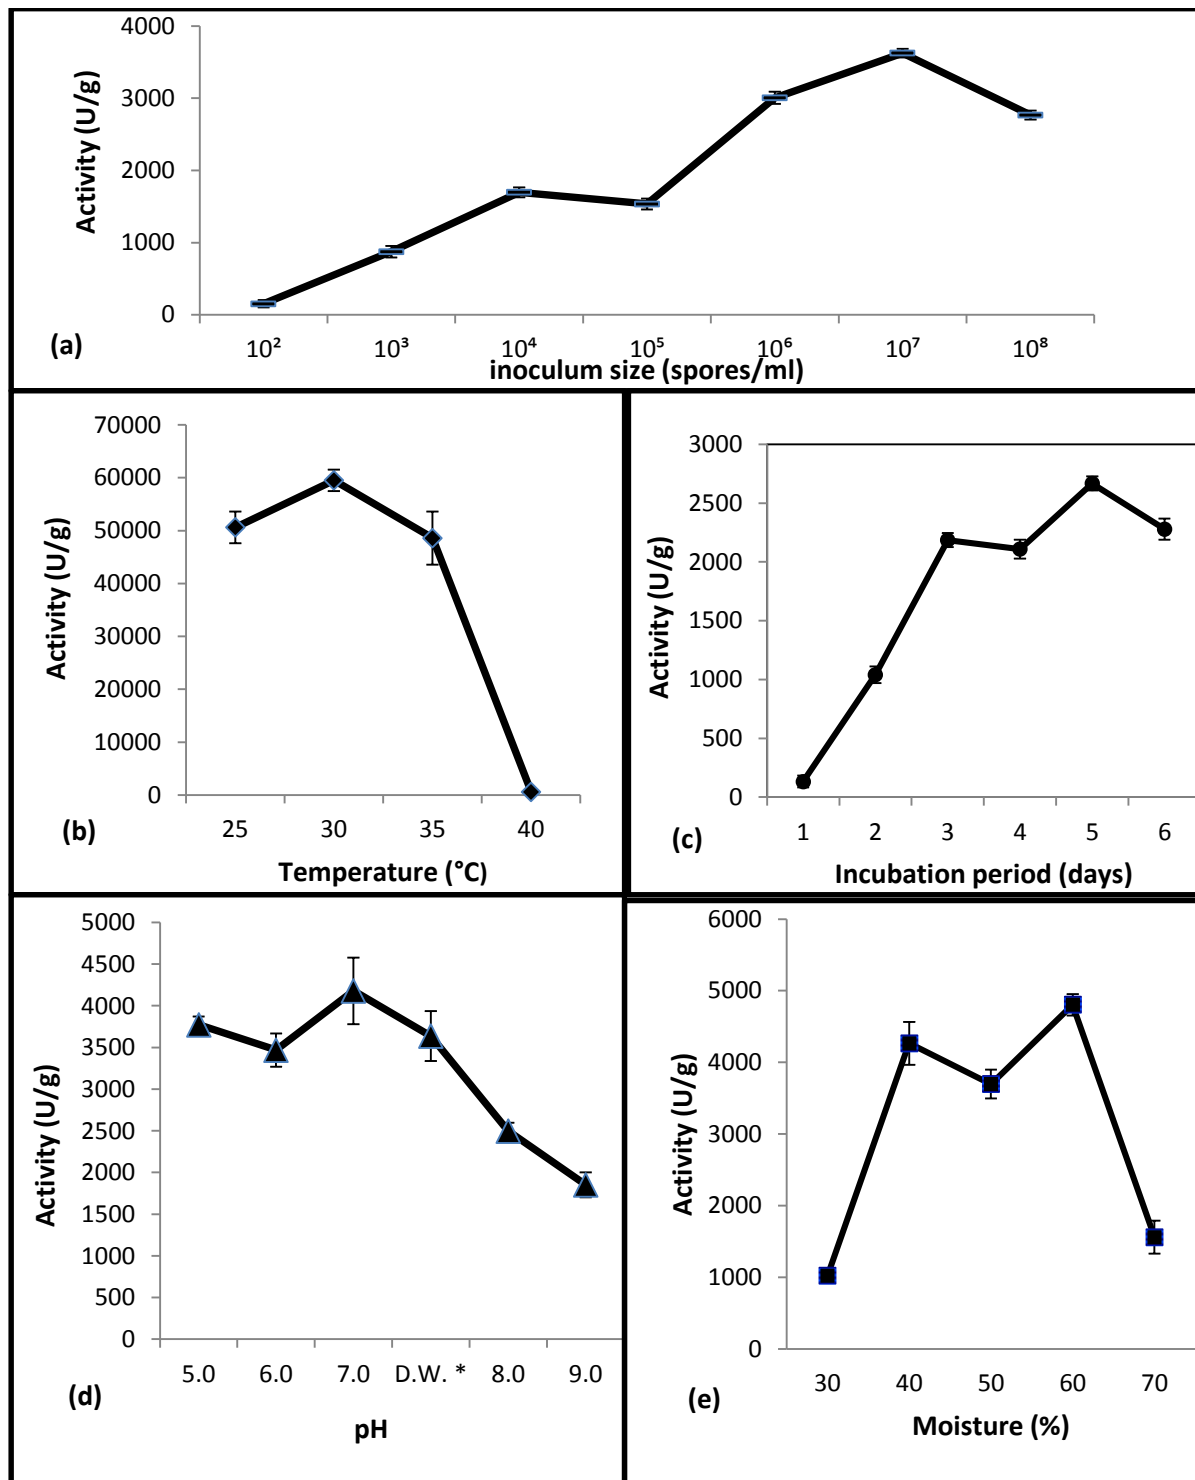 4000
3000
2000
1000
0
Activity (U/g)
10² 10³ 10⁴ 10⁵ 10⁶ 10⁷ 10⁸
inoculum size (spores/ml)
(a)
70000
60000
50000
40000
30000
20000
10000
0
Activity (U/g)
25 30 35 40
Temperature (°C)
(b)
3000
2500
2000
1500
1000
500
0
Activity (U/g)
1 2 3 4 5 6
Incubation period (days)
(c)
5000
4500
4000
3500
3000
2500
2000
1500
1000
500
0
Activity (U/g)
5.0 6.0 7.0 D.W. * 8.0 9.0
pH
(d)
6000
5000
4000
3000
2000
1000
0
Activity (U/g)
30 40 50 60 70
Moisture (%)
(e)